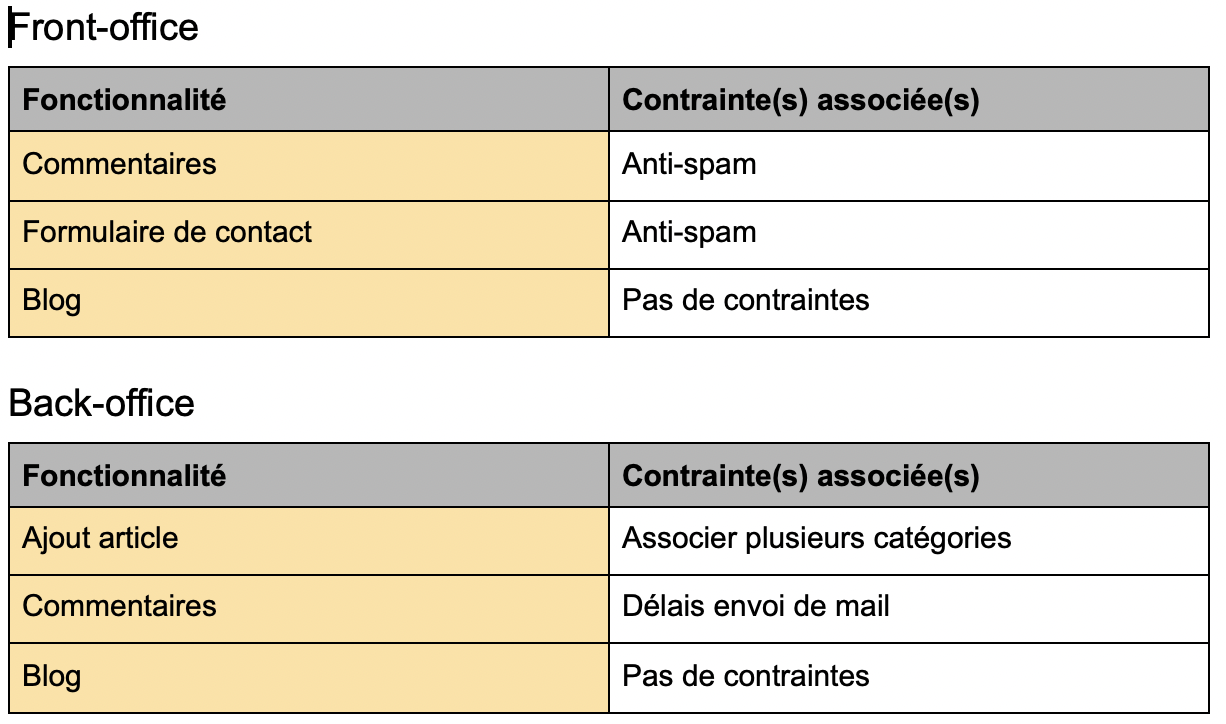 Front-office
Fonctionnalité Contrainte(s) associée(s)
Commentaires Anti-spam
Formulaire de contact Anti-spam
Blog Pas de contraintes
Back-office
Fonctionnalité Contrainte(s) associée(s)
Ajout article Associer plusieurs catégories
Commentaires Délais envoi de mail
Blog Pas de contraintes